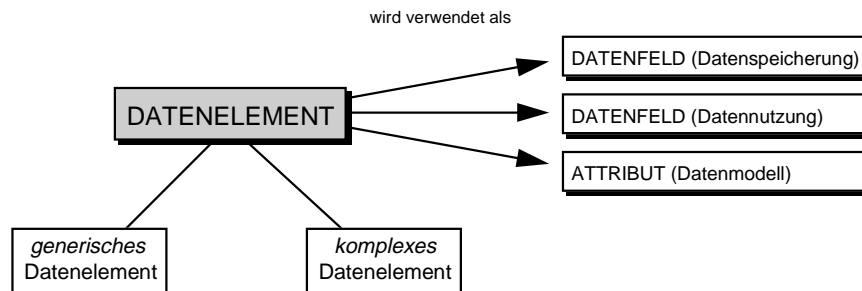 wird verwendet als
DATENFELD (Datenspeicherung)
DATENELEMENT
DATENFELD (Datennutzung)
ATTRIBUT (Datenmodell)
generisches
Datenelement
komplexes
Datenelement